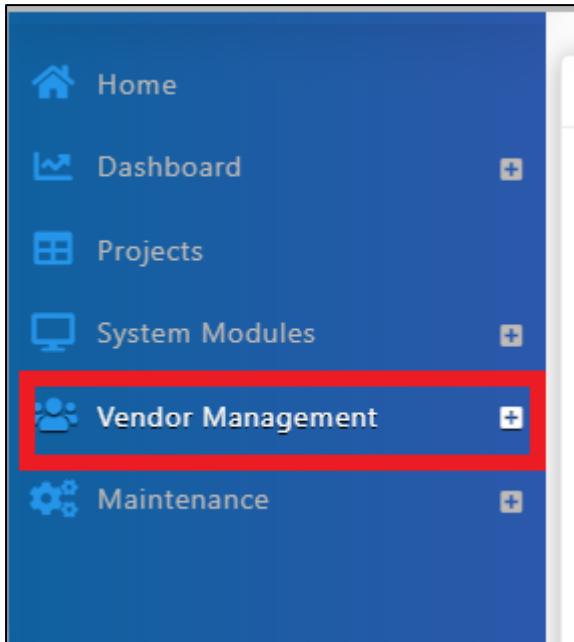 Home
Dashboard
Projects
System Modules
Vendor Management
Maintenance